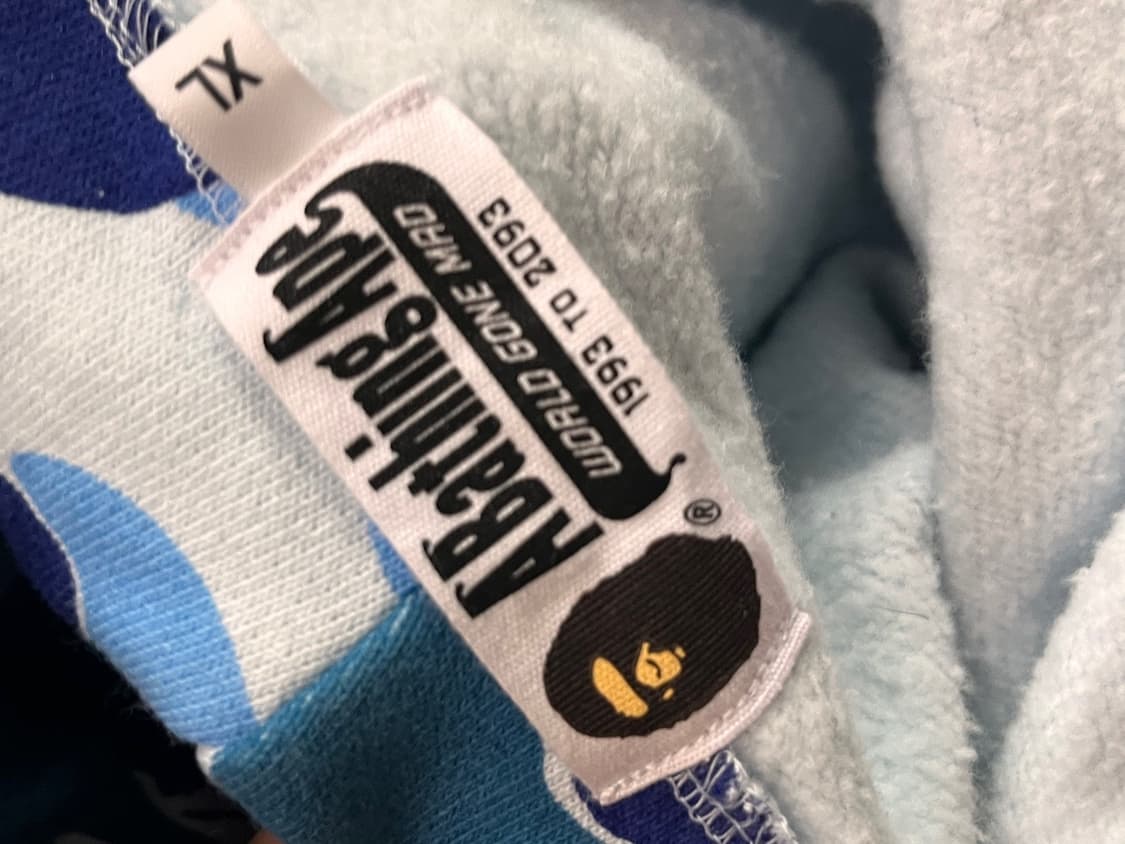 XL
1993 TO 2093
WORLD GONE MAD
A Bathing Ape
®